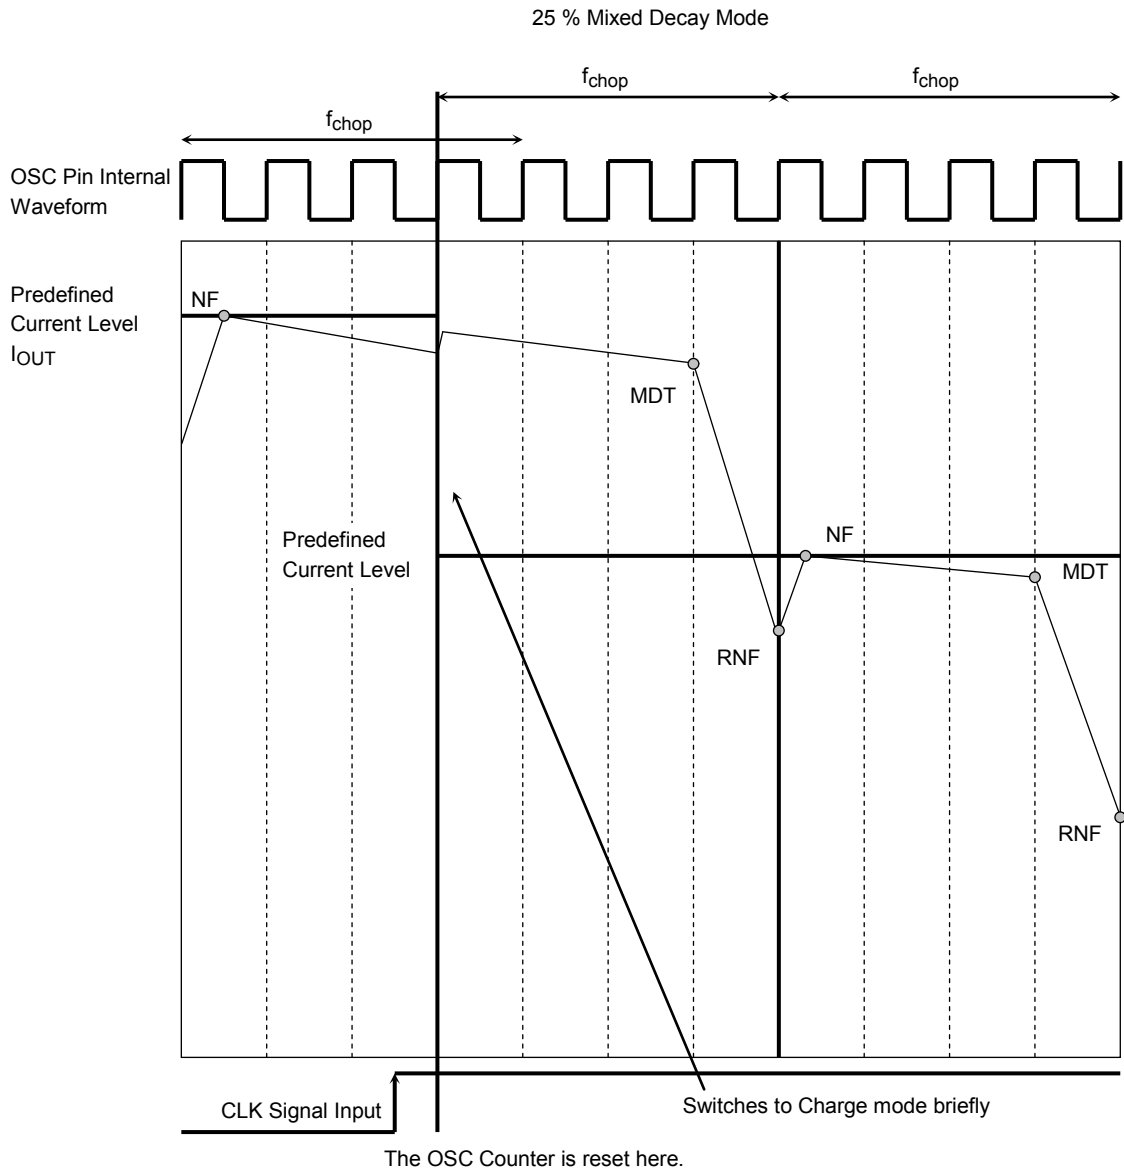 25 % Mixed Decay Mode
fchop
fchop
fchop
OSC Pin Internal
Waveform
Predefined
Current Level
IOUT
NF
MDT
Predefined
Current Level
NF
MDT
RNF
RNF
CLK Signal Input
Switches to Charge mode briefly
The OSC Counter is reset here.